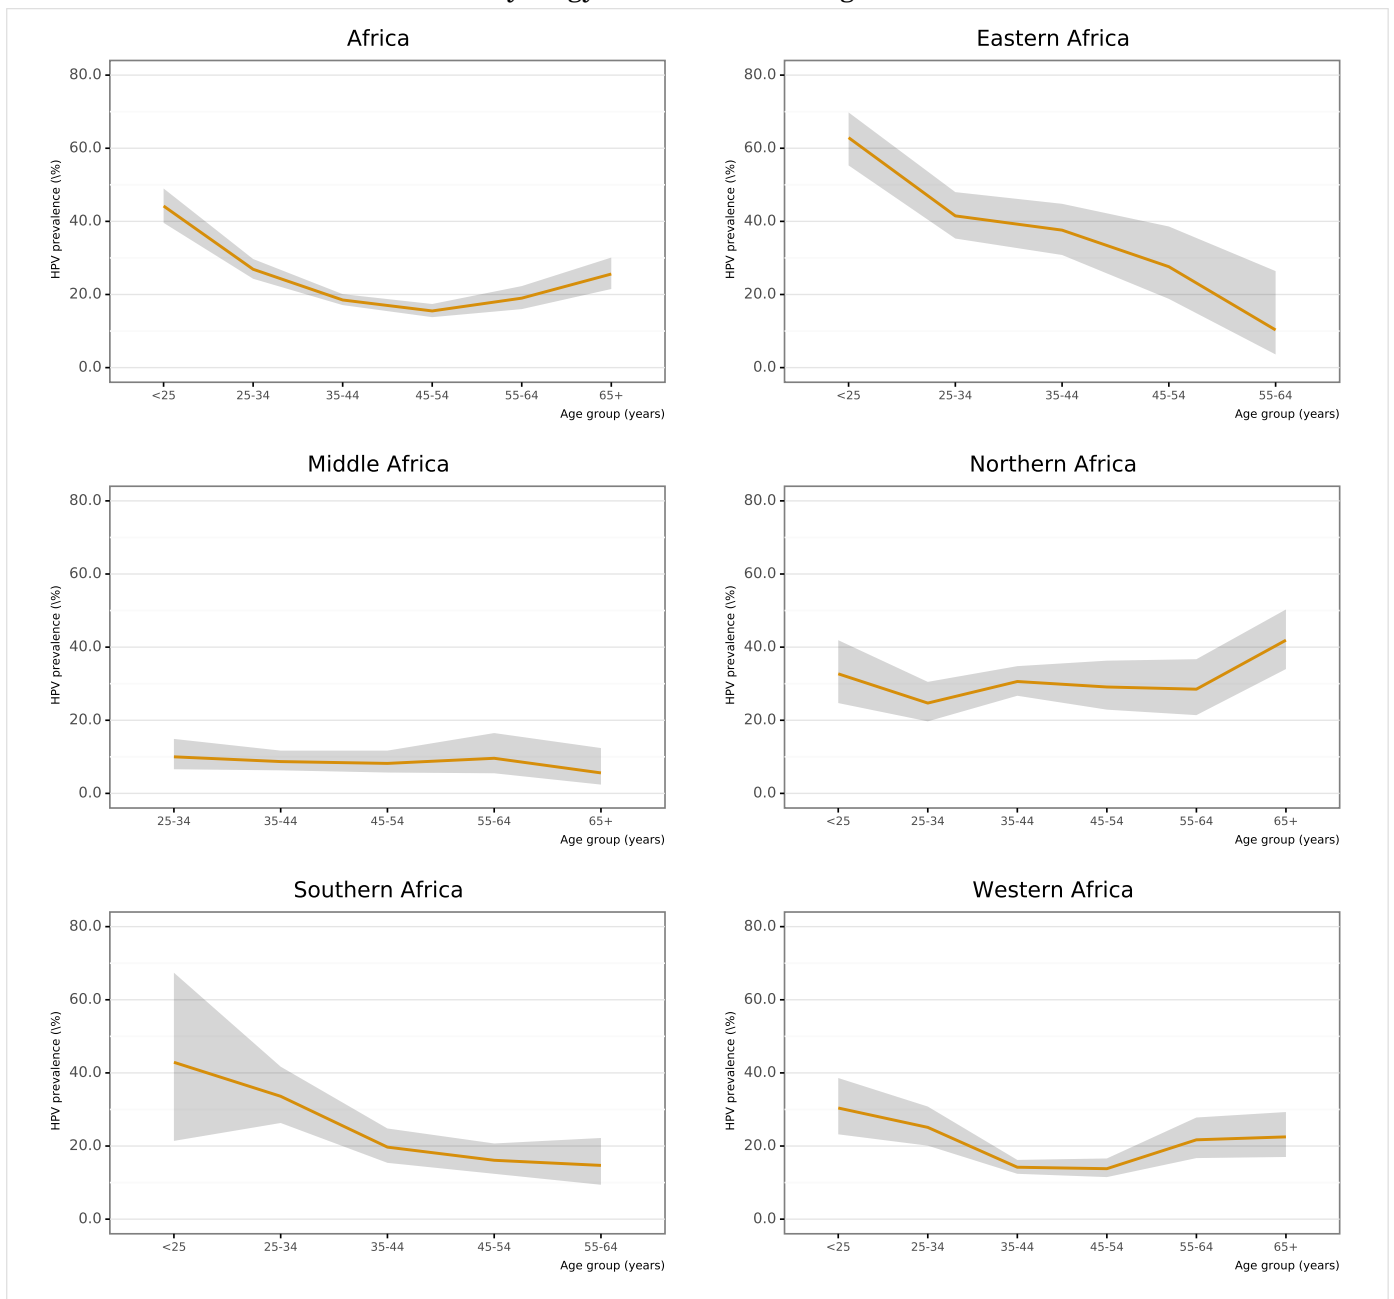 Africa
80.0
60.0
40.0
20.0
0.0
HPV prevalence (\%)
<25 25-34 35-44 45-54 55-64 65+
Age group (years)
Eastern Africa
80.0
60.0
40.0
20.0
0.0
HPV prevalence (\%)
<25 25-34 35-44 45-54 55-64
Age group (years)
Middle Africa
80.0
60.0
40.0
20.0
0.0
HPV prevalence (\%)
25-34 35-44 45-54 55-64 65+
Age group (years)
Northern Africa
80.0
60.0
40.0
20.0
0.0
HPV prevalence (\%)
<25 25-34 35-44 45-54 55-64 65+
Age group (years)
Southern Africa
80.0
60.0
40.0
20.0
0.0
HPV prevalence (\%)
<25 25-34 35-44 45-54 55-64
Age group (years)
Western Africa
80.0
60.0
40.0
20.0
0.0
HPV prevalence (\%)
<25 25-34 35-44 45-54 55-64 65+
Age group (years)